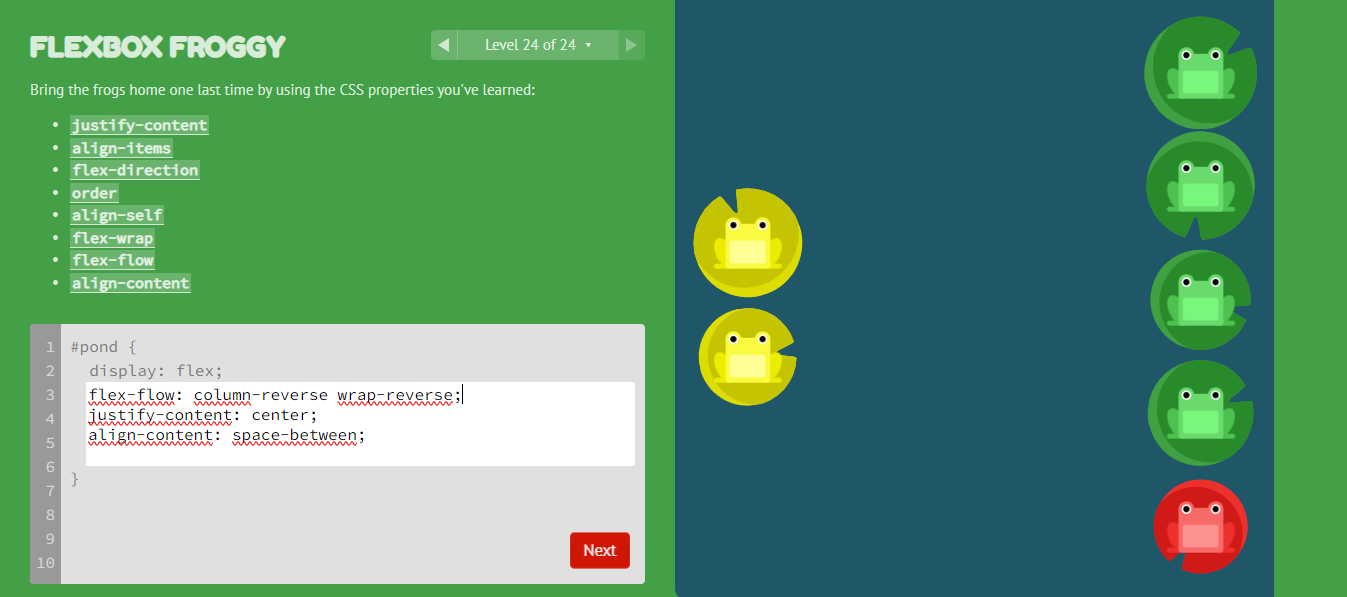 FLEXBOX FROGGY
◀ Level 24 of 24 ▾ ▶
Bring the frogs home one last time by using the CSS properties you've learned:
• justify-content
• align-items
• flex-direction
• order
• align-self
• flex-wrap
• flex-flow
• align-content
1 #pond {
2 display: flex;
3 flex-flow: column-reverse wrap-reverse;
4 justify-content: center;
5 align-content: space-between;
6
7 }
8
9
10
Next